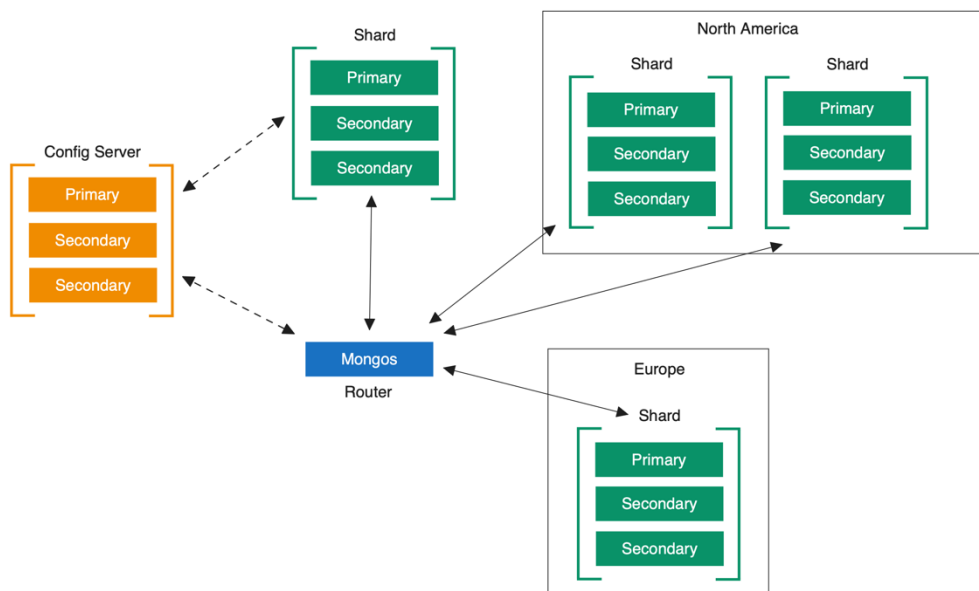 Shard
Primary
Secondary
Secondary
Config Server
Primary
Secondary
Secondary
Mongos
Router
North America
Shard
Primary
Secondary
Secondary
Shard
Primary
Secondary
Secondary
Europe
Shard
Primary
Secondary
Secondary